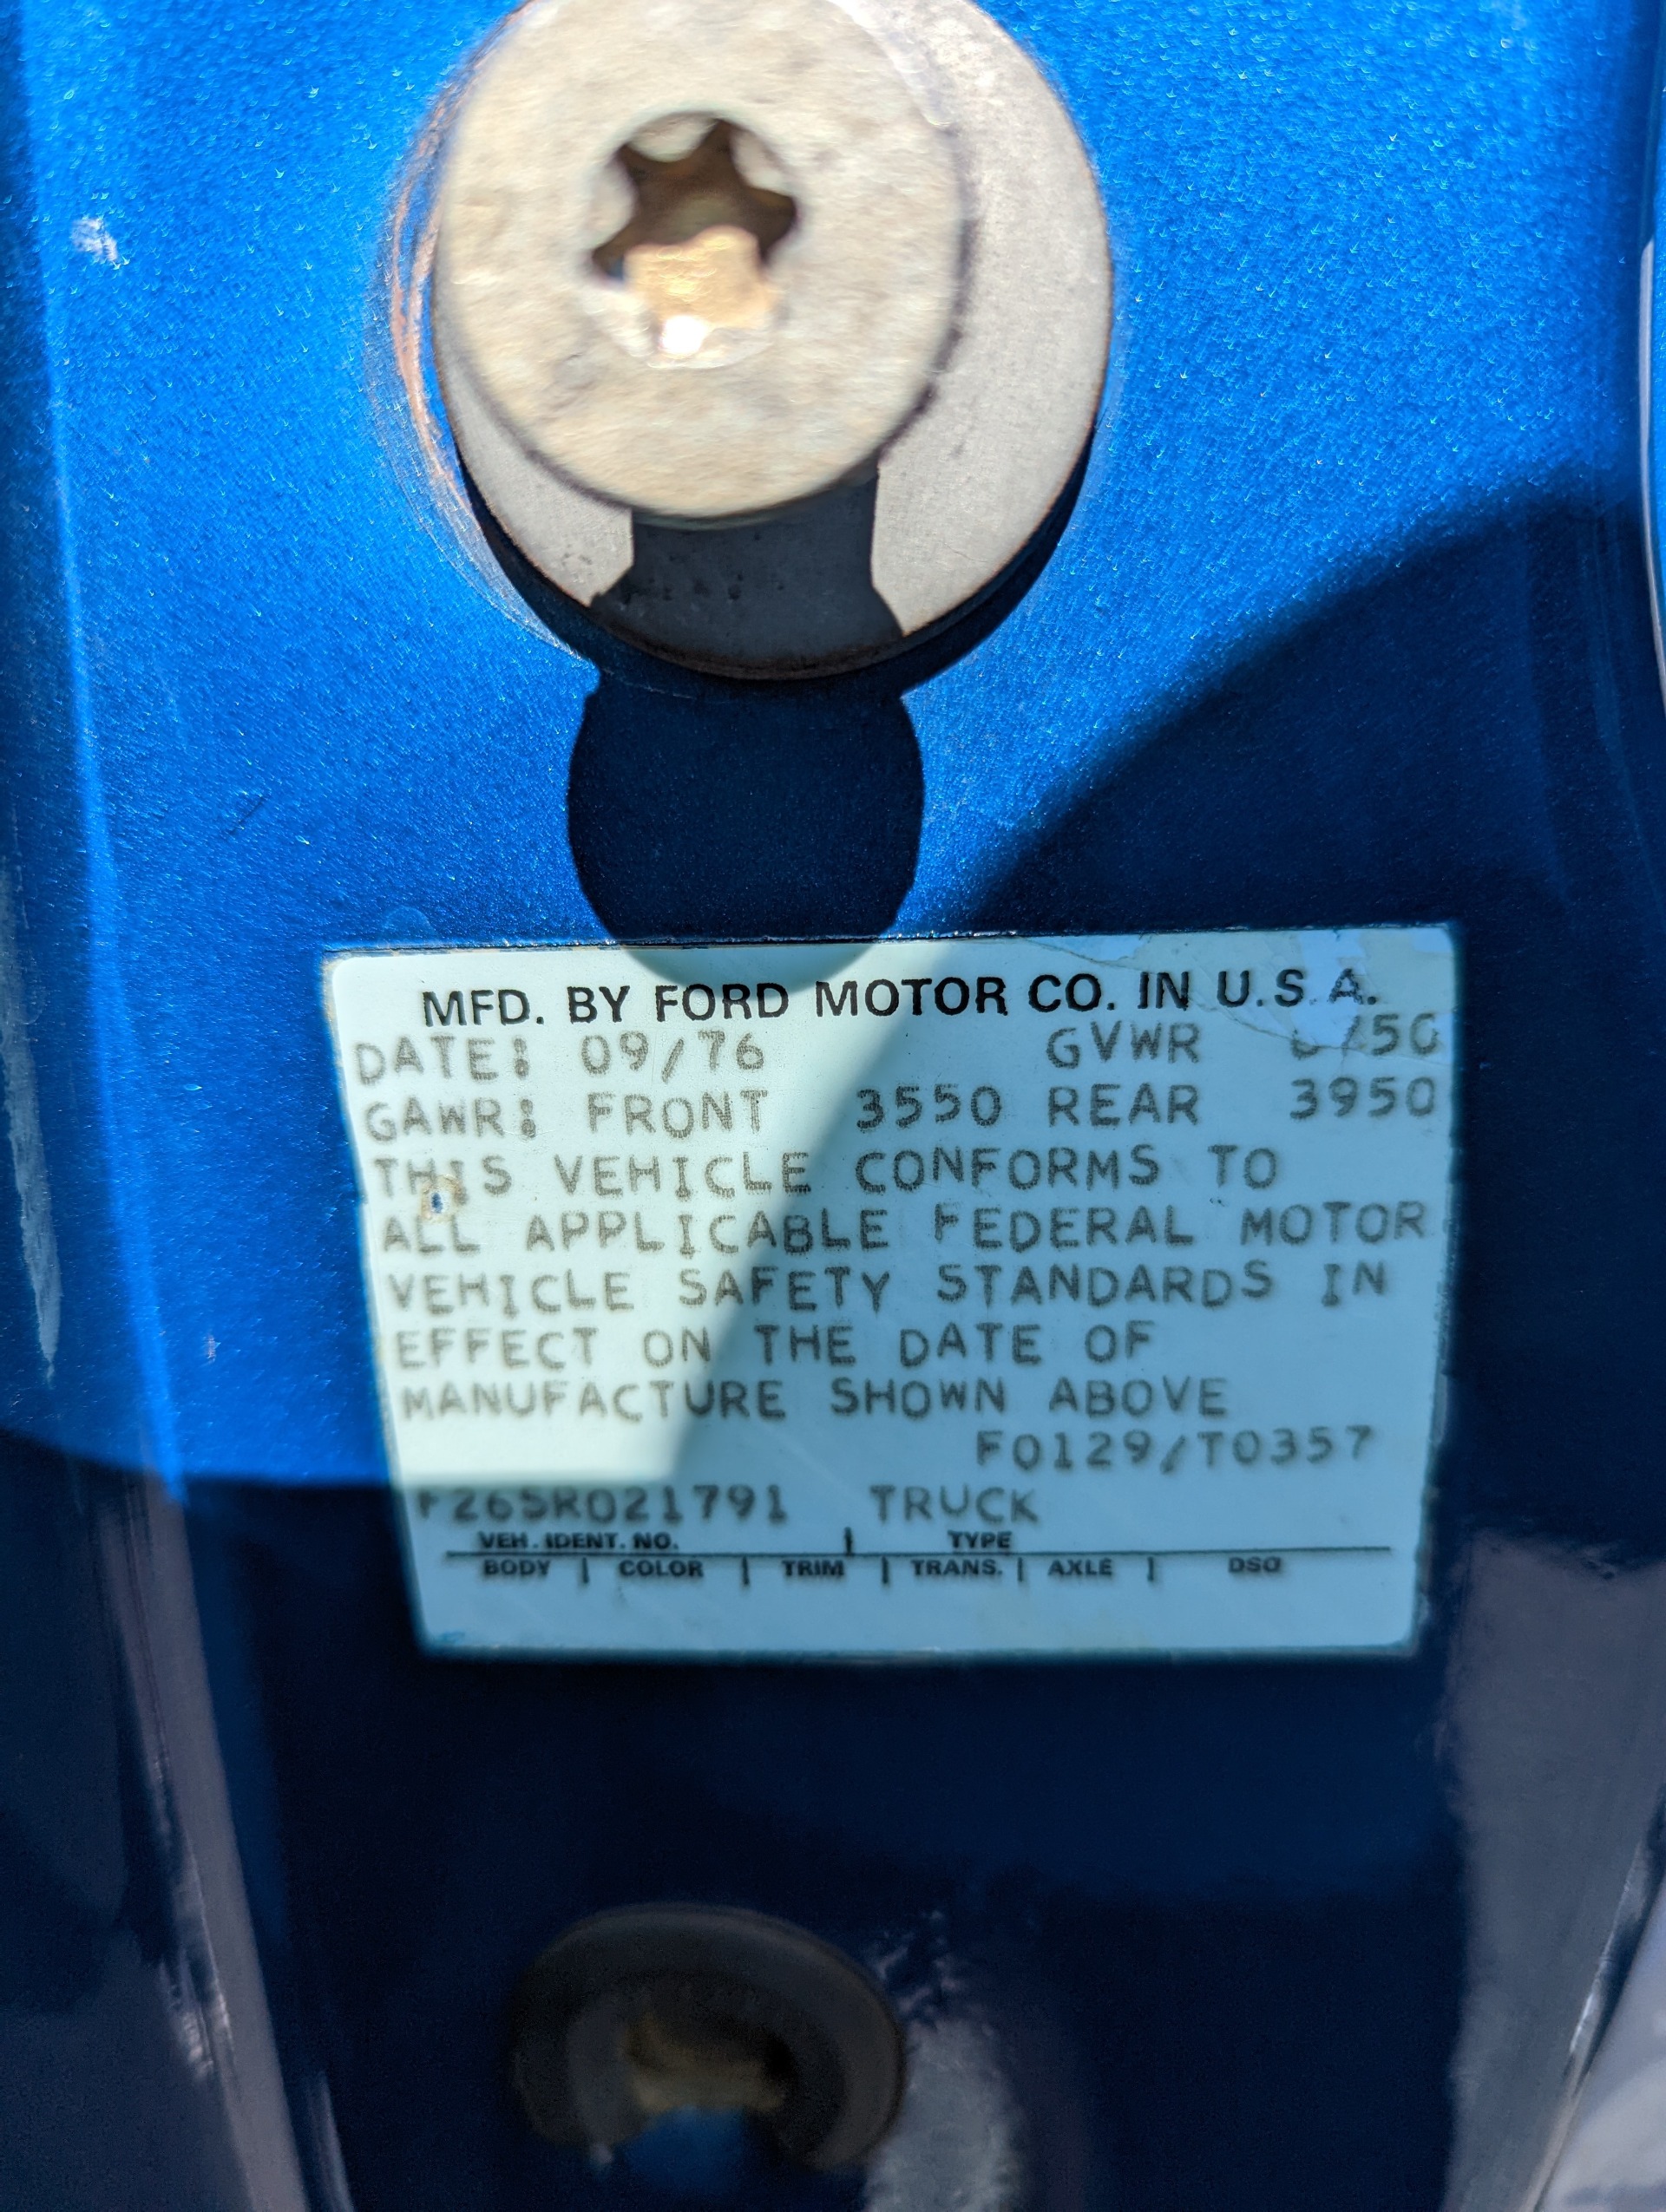 MFD. BY FORD MOTOR CO. IN U.S.A.
DATE: 09/76 GVWR
GAWR: FRONT 3550 REAR 3950
THIS VEHICLE CONFORMS TO
ALL APPLICABLE FEDERAL MOTOR
VEHICLE SAFETY STANDARDS IN
EFFECT ON THE DATE OF
MANUFACTURE SHOWN ABOVE
F0129/T0357
F26SR021791 TRUCK
VEH. IDENT. NO. | TYPE
BODY | COLOR | TRIM | TRANS. | AXLE | DSO